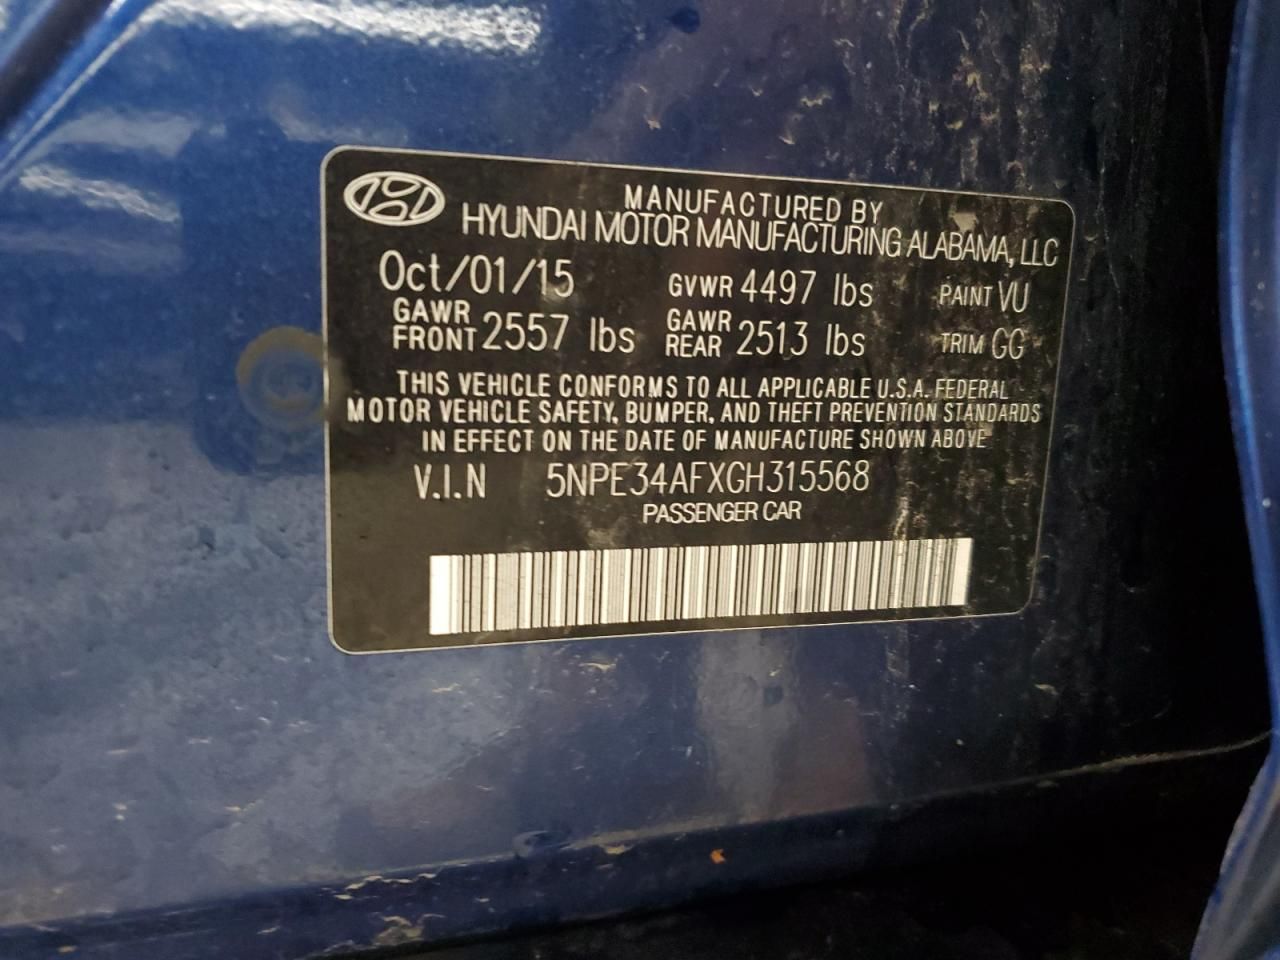 MANUFACTURED BY
HYUNDAI MOTOR MANUFACTURING ALABAMA, LLC
Oct/01/15 GVWR 4497 lbs PAINT VU
GAWR FRONT 2557 lbs GAWR REAR 2513 lbs TRIM GG
THIS VEHICLE CONFORMS TO ALL APPLICABLE U.S.A. FEDERAL
MOTOR VEHICLE SAFETY, BUMPER, AND THEFT PREVENTION STANDARDS
IN EFFECT ON THE DATE OF MANUFACTURE SHOWN ABOVE
V.I.N 5NPE34AFXGH315568
PASSENGER CAR